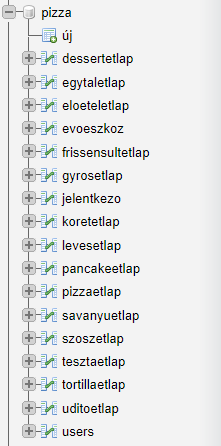 pizza
új
dessertetlap
egytaletlap
eloeteletlap
evoeszkoz
frissensultetlap
gyrosetlap
jelentkezo
koretetlap
levesetlap
pancakeetlap
pizzaetlap
savanyuetlap
szoszetlap
tesztaetlap
tortillaetlap
uditoetlap
users